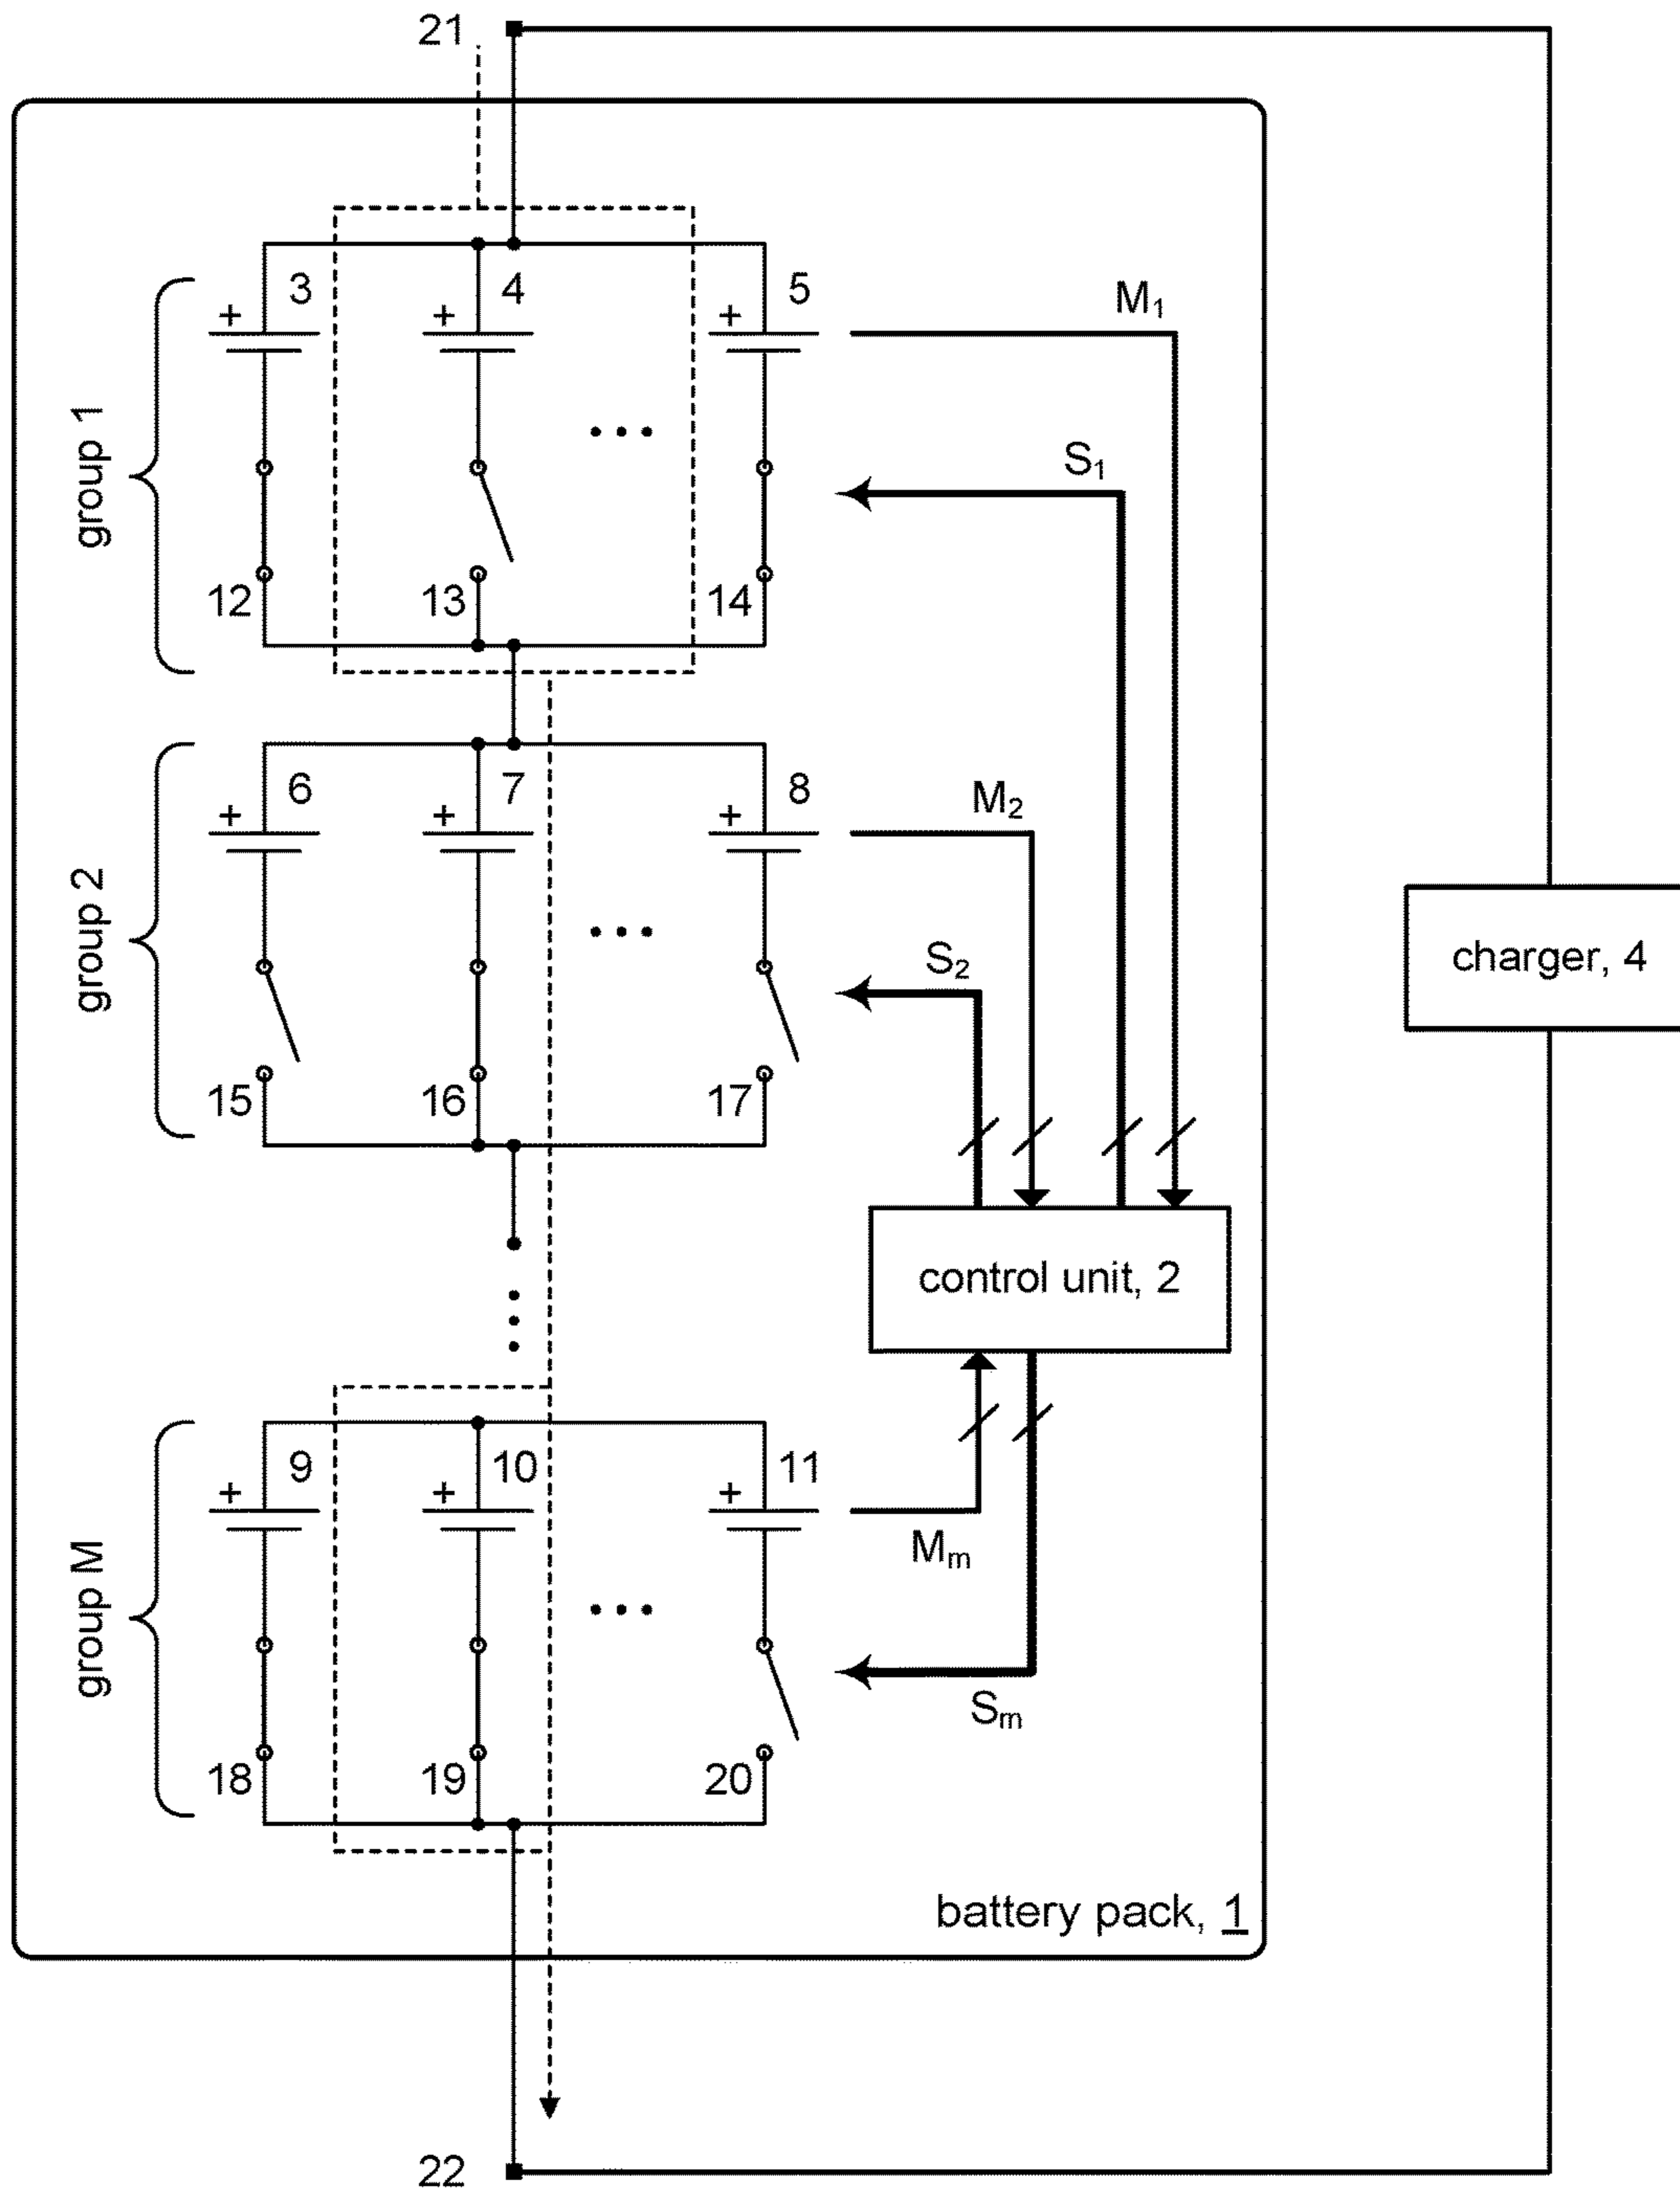 21
3 4 5
+ + +
M1
group 1
S1
12 13 14
6 7 8
+ + +
M2
group 2
S2
charger, 4
15 16 17
control unit, 2
9 10 11
+ + +
Mm
group M
Sm
18 19 20
battery pack, 1
22